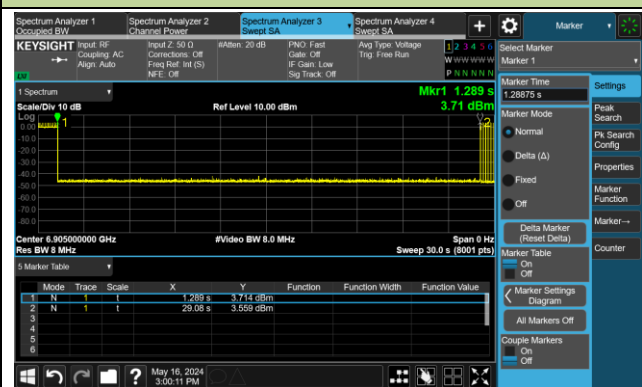 Spectrum Analyzer 1
Occupied BW
Spectrum Analyzer 2
Channel Power
Spectrum Analyzer 3
Swept SA
Spectrum Analyzer 4
Swept SA
+
Marker
KEYSIGHT
Input: RF
Coupling: AC
Align: Auto
Input Z: 50 Ω
Corrections: Off
Freq Ref: Int (S)
NFE: Off
#Atten: 20 dB
PNO: Fast
Gate: Off
IF Gain: Low
Sig Track: Off
Avg Type: Voltage
Trig: Free Run
1 2 3 4 5 6
W W W W W W
P N N N N N
LXI
1 Spectrum
Mkr1 1.289 s
3.71 dBm
Scale/Div 10 dB
Ref Level 10.00 dBm
Log
1
2
0.00
-10.0
-20.0
-30.0
-40.0
-50.0
-60.0
-70.0
-80.0
Center 6.905000000 GHz
#Video BW 8.0 MHz
Span 0 Hz
Res BW 8 MHz
Sweep 30.0 s (8001 pts)
5 Marker Table
Mode Trace Scale X Y Function Function Width Function Value
1 N 1 t 1.289 s 3.714 dBm
2 N 1 t 29.08 s 3.559 dBm
3
4
5
6
Select Marker
Marker 1
Marker Time
1.28875 s
Marker Mode
Normal
Delta (Δ)
Fixed
Off
Delta Marker
(Reset Delta)
Marker Table
On
Off
Marker Settings
Diagram
All Markers Off
Couple Markers
On
Off
Settings
Peak
Search
Pk Search
Config
Properties
Marker
Function
Marker→
Counter
?
May 16, 2024
3:00:11 PM